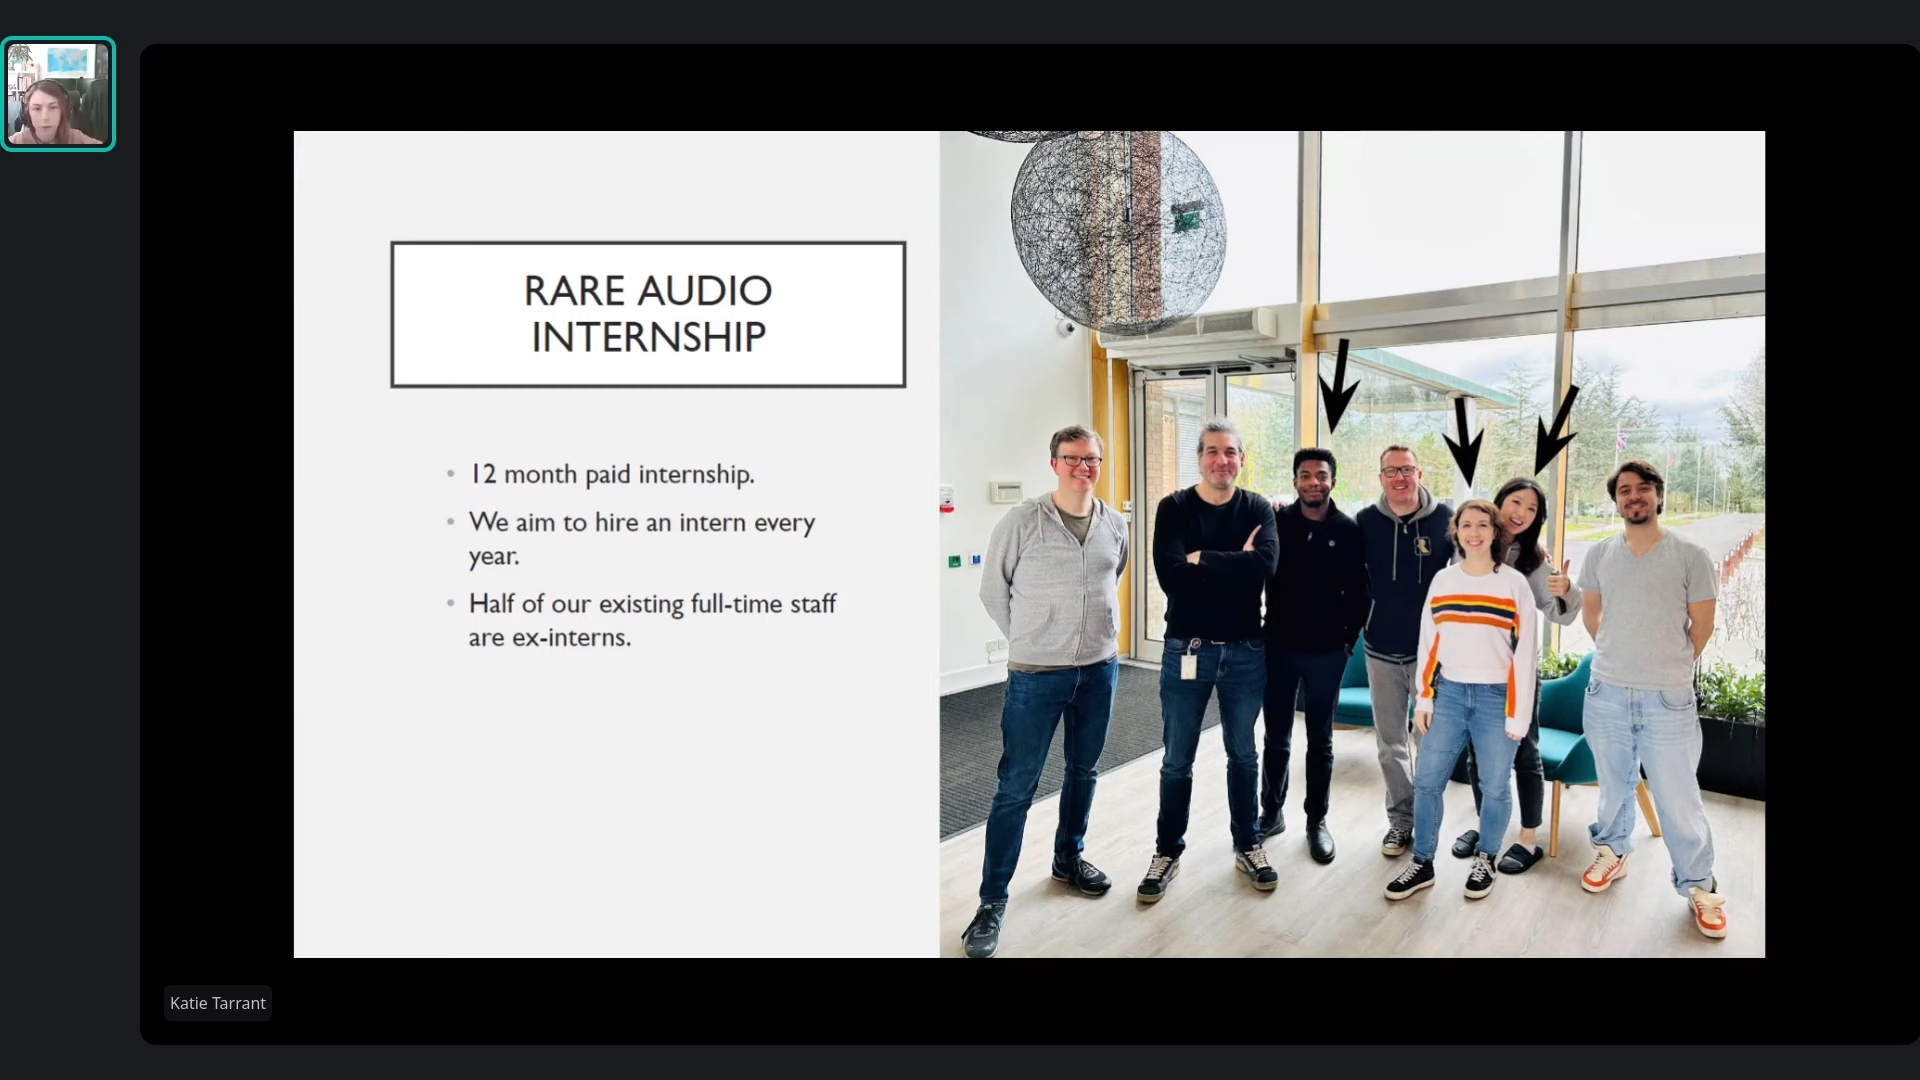 RARE AUDIO
INTERNSHIP
• 12 month paid internship.
• We aim to hire an intern every
year.
• Half of our existing full-time staff
are ex-interns.
Katie Tarrant